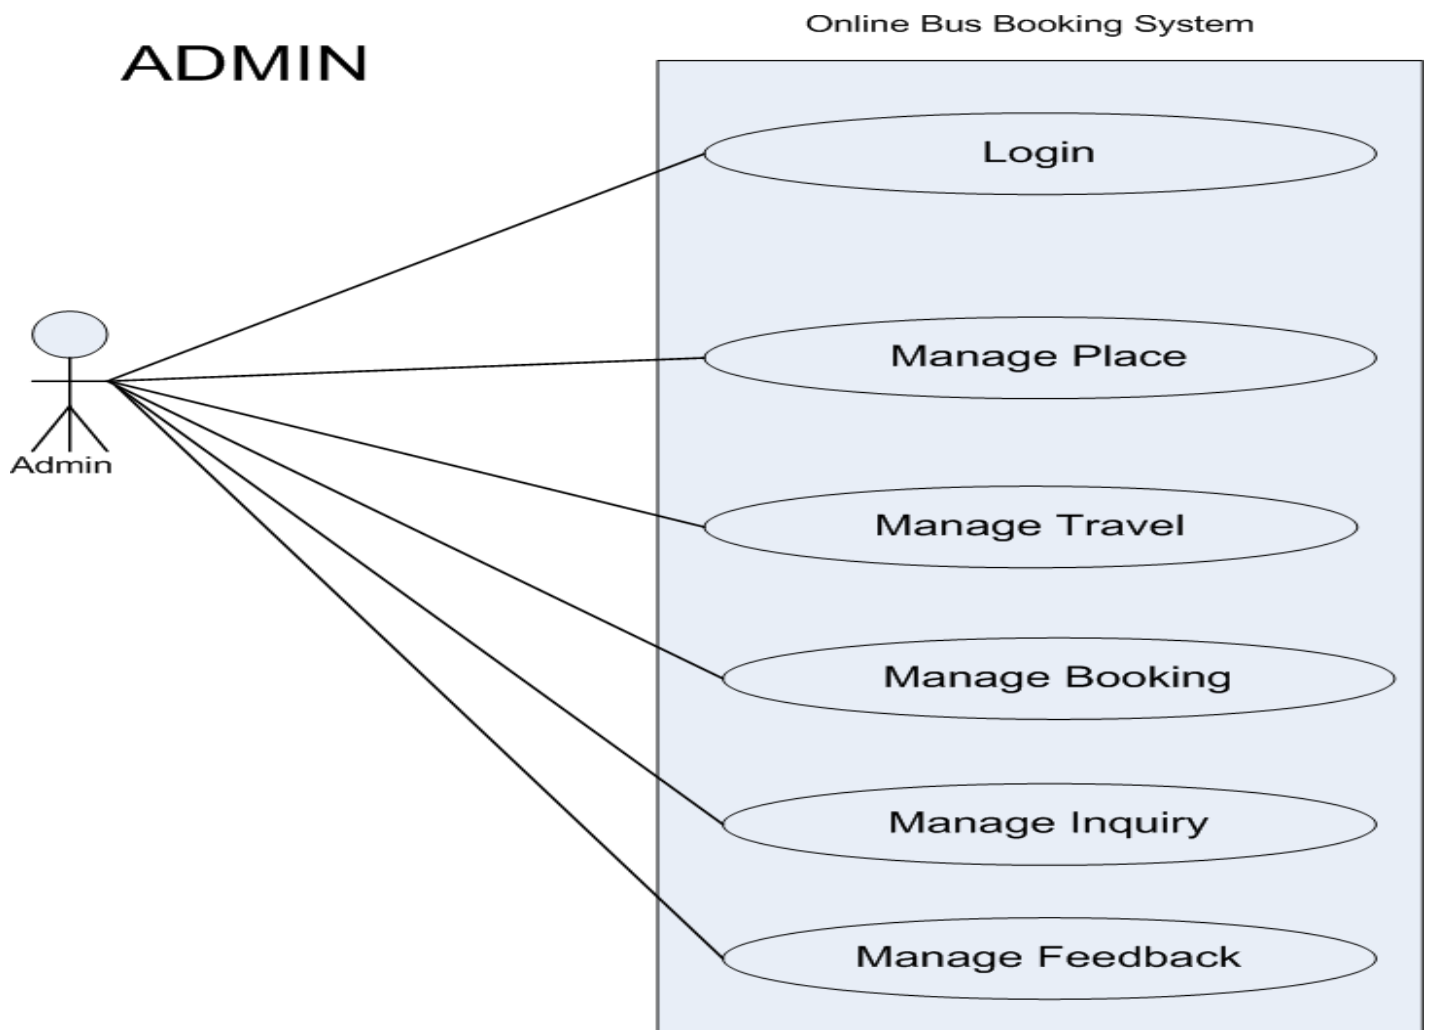 Online Bus Booking System
ADMIN
Login
Manage Place
Admin
Manage Travel
Manage Booking
Manage Inquiry
Manage Feedback